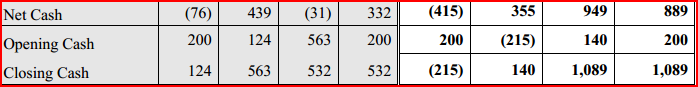 Net Cash (76) 439 (31) 332 (415) 355 949 889
Opening Cash 200 124 563 200 200 (215) 140 200
Closing Cash 124 563 532 532 (215) 140 1,089 1,089